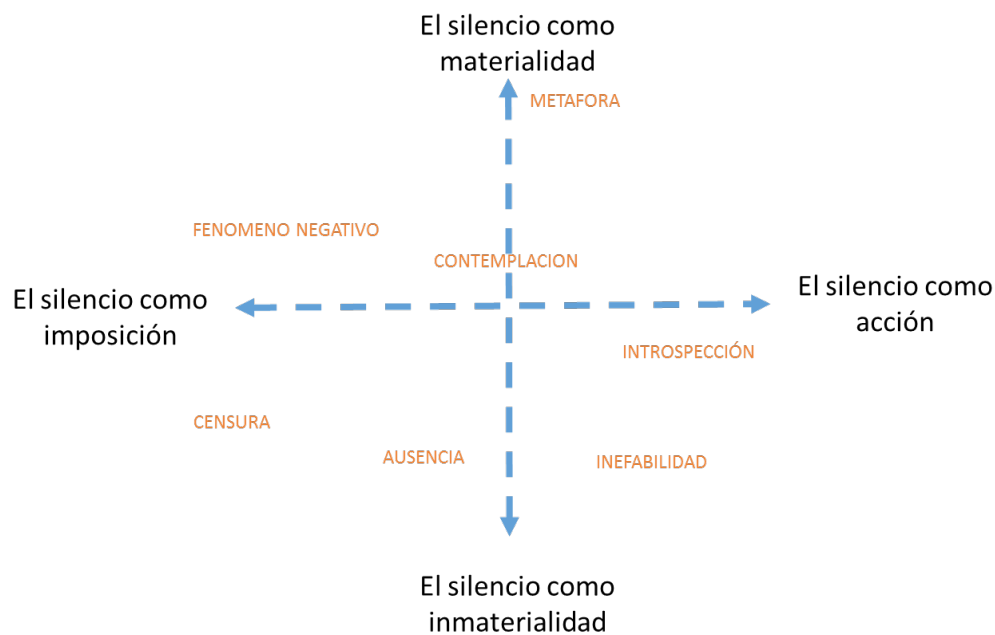 El silencio como
materialidad
METAFORA
FENOMENO NEGATIVO
CONTEMPLACION
El silencio como
imposición
El silencio como
acción
INTROSPECCIÓN
CENSURA
AUSENCIA
INEFABILIDAD
El silencio como
inmaterialidad